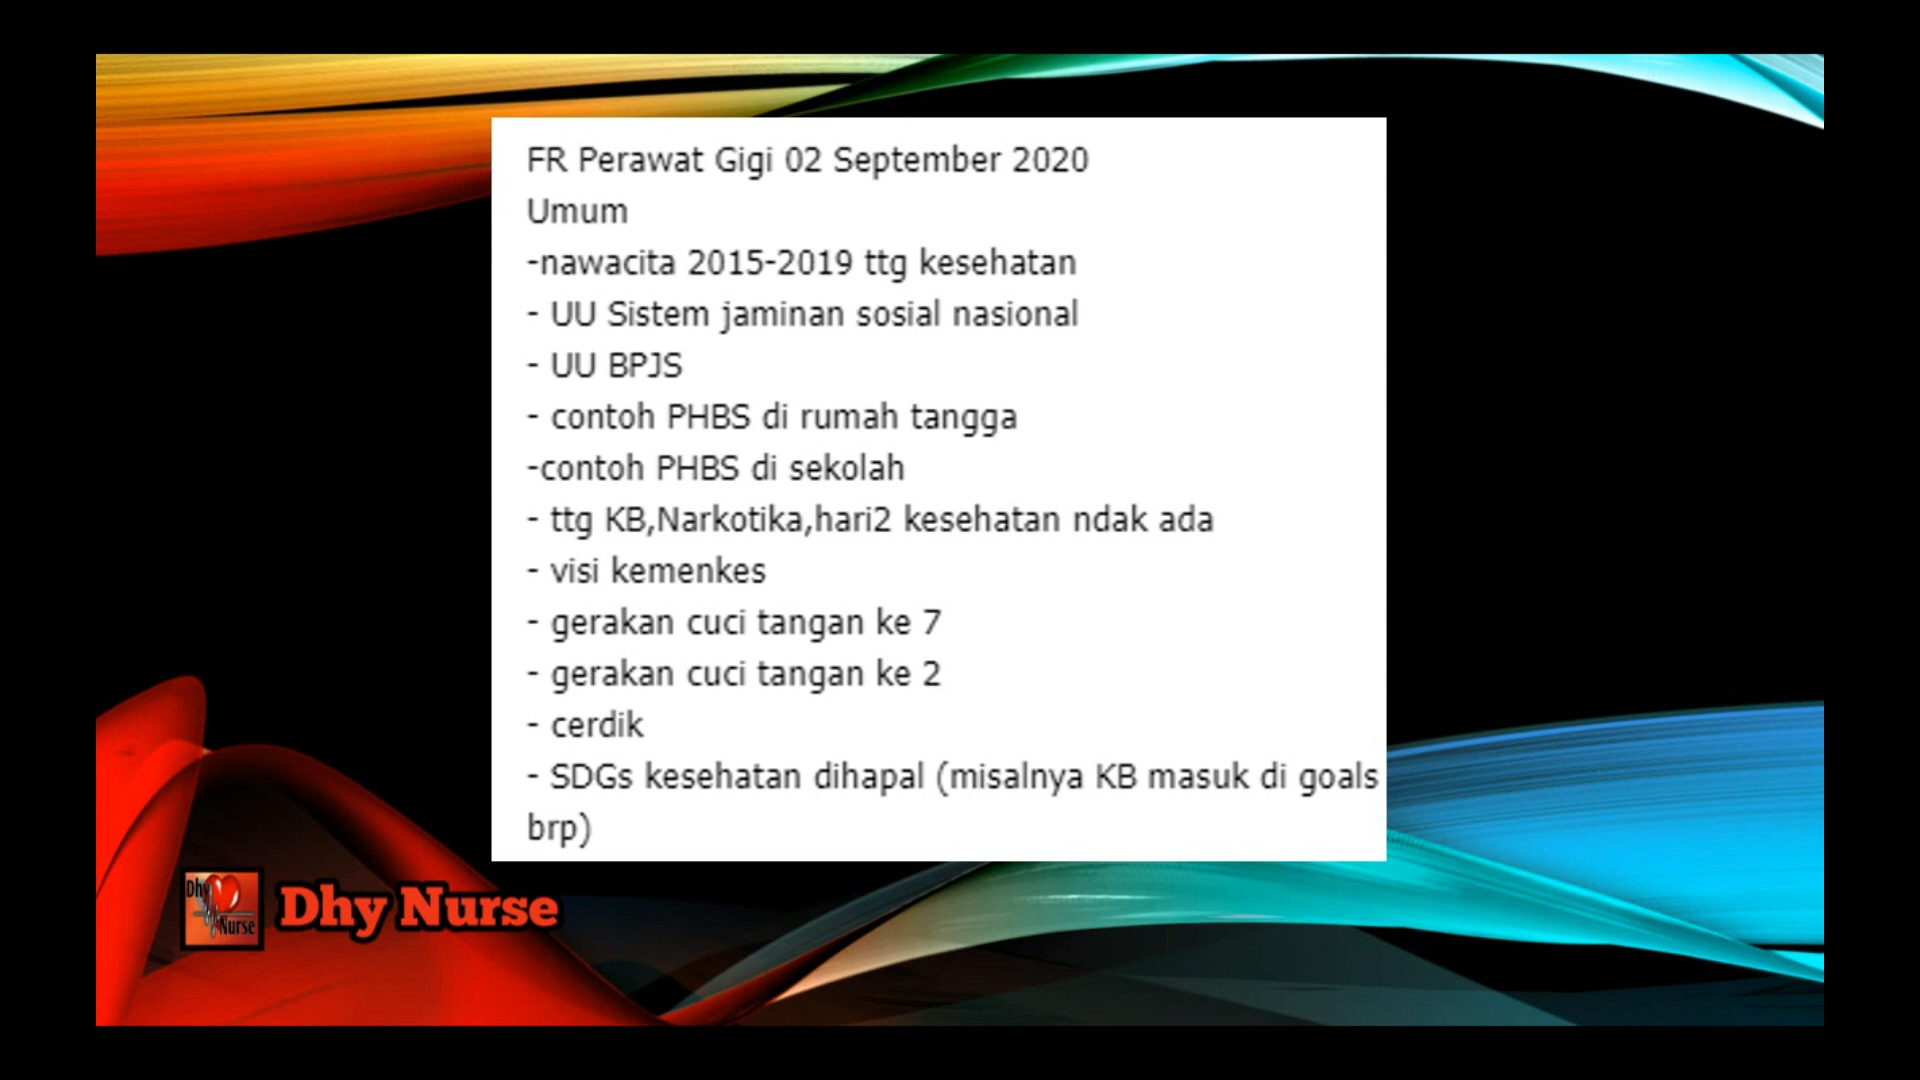 FR Perawat Gigi 02 September 2020
Umum
-nawacita 2015-2019 ttg kesehatan
- UU Sistem jaminan sosial nasional
- UU BPJS
- contoh PHBS di rumah tangga
-contoh PHBS di sekolah
- ttg KB,Narkotika,hari2 kesehatan ndak ada
- visi kemenkes
- gerakan cuci tangan ke 7
- gerakan cuci tangan ke 2
- cerdik
- SDGs kesehatan dihapal (misalnya KB masuk di goals
brp)
Dhy
Nurse
Dhy Nurse